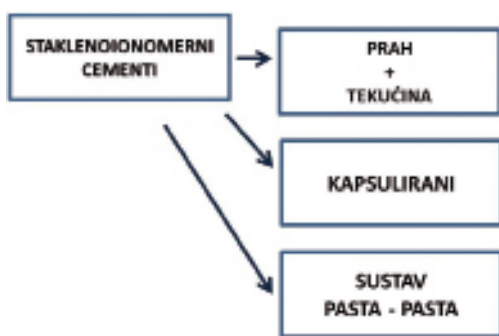 STAKLENOIONOMERNI
CEMENTI
PRAH
+
TEKUĆINA
KAPSULIRANI
SUSTAV
PASTA - PASTA